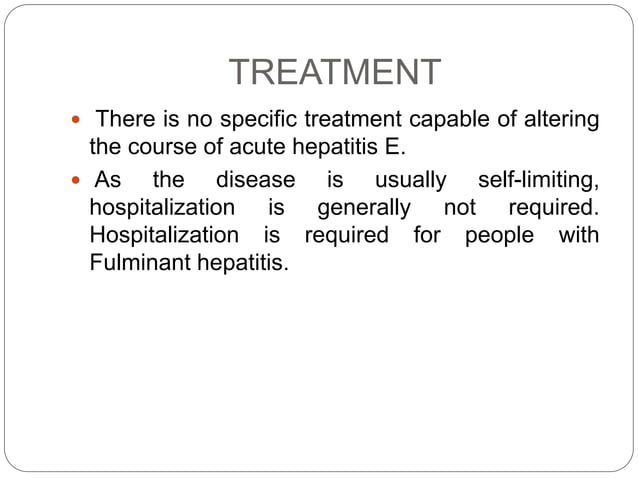 TREATMENT
• There is no specific treatment capable of altering
the course of acute hepatitis E.
• As the disease is usually self-limiting,
hospitalization is generally not required.
Hospitalization is required for people with
Fulminant hepatitis.